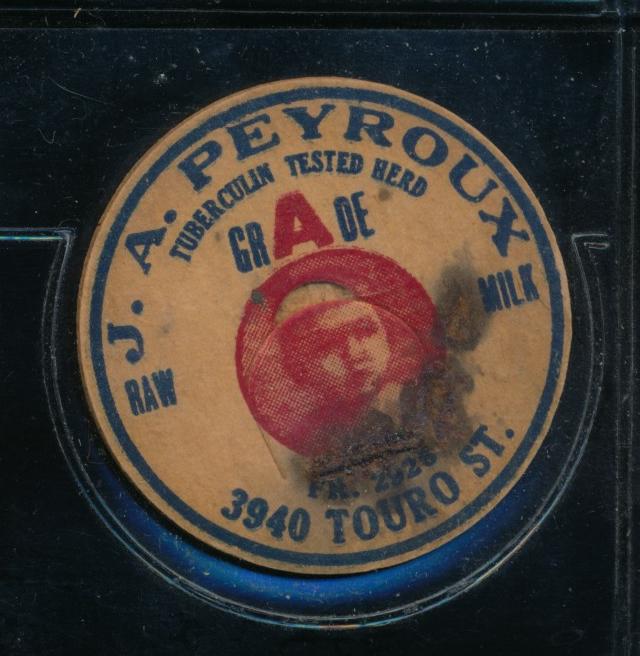 J. A. PEYROUX
TUBERCULIN TESTED HERD
GRADE
A
RAW
MILK
3940 TOURO ST.